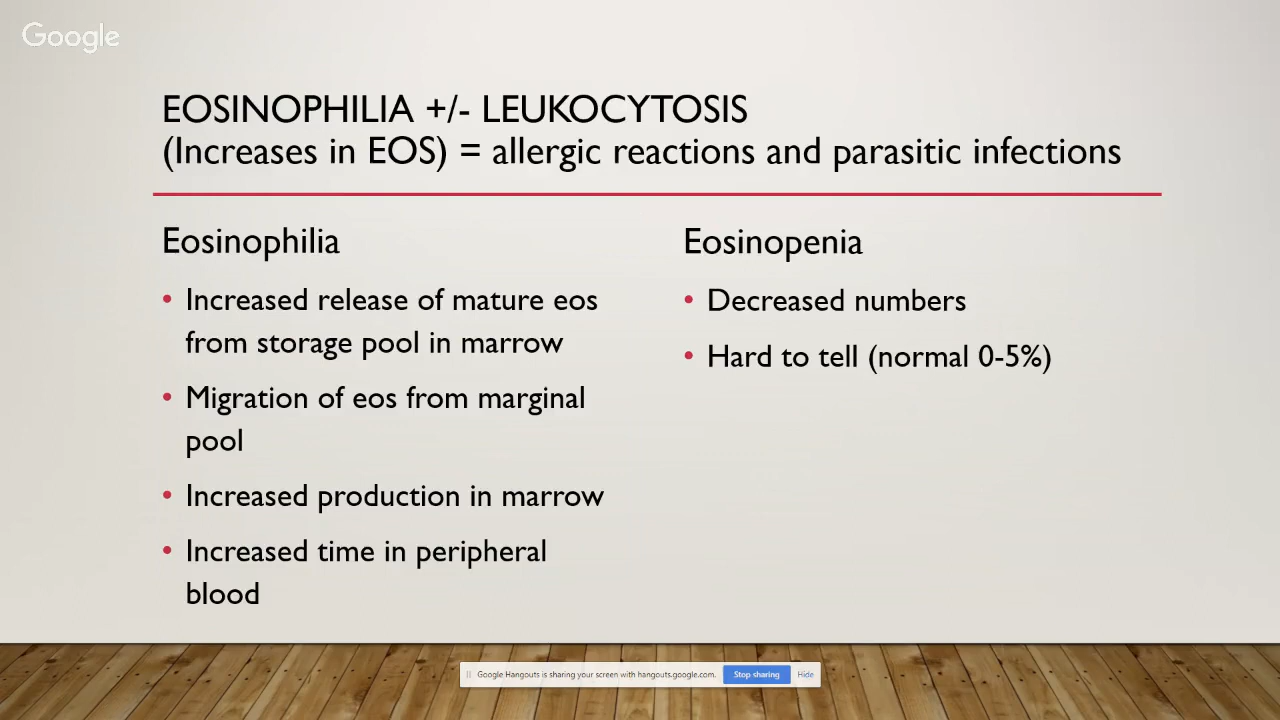 Google
EOSINOPHILIA +/- LEUKOCYTOSIS
(Increases in EOS) = allergic reactions and parasitic infections
Eosinophilia
• Increased release of mature eos
from storage pool in marrow
• Migration of eos from marginal
pool
• Increased production in marrow
• Increased time in peripheral
blood
Eosinopenia
• Decreased numbers
• Hard to tell (normal 0-5%)
Google Hangouts is sharing your screen with hangouts.google.com. Stop sharing Hide